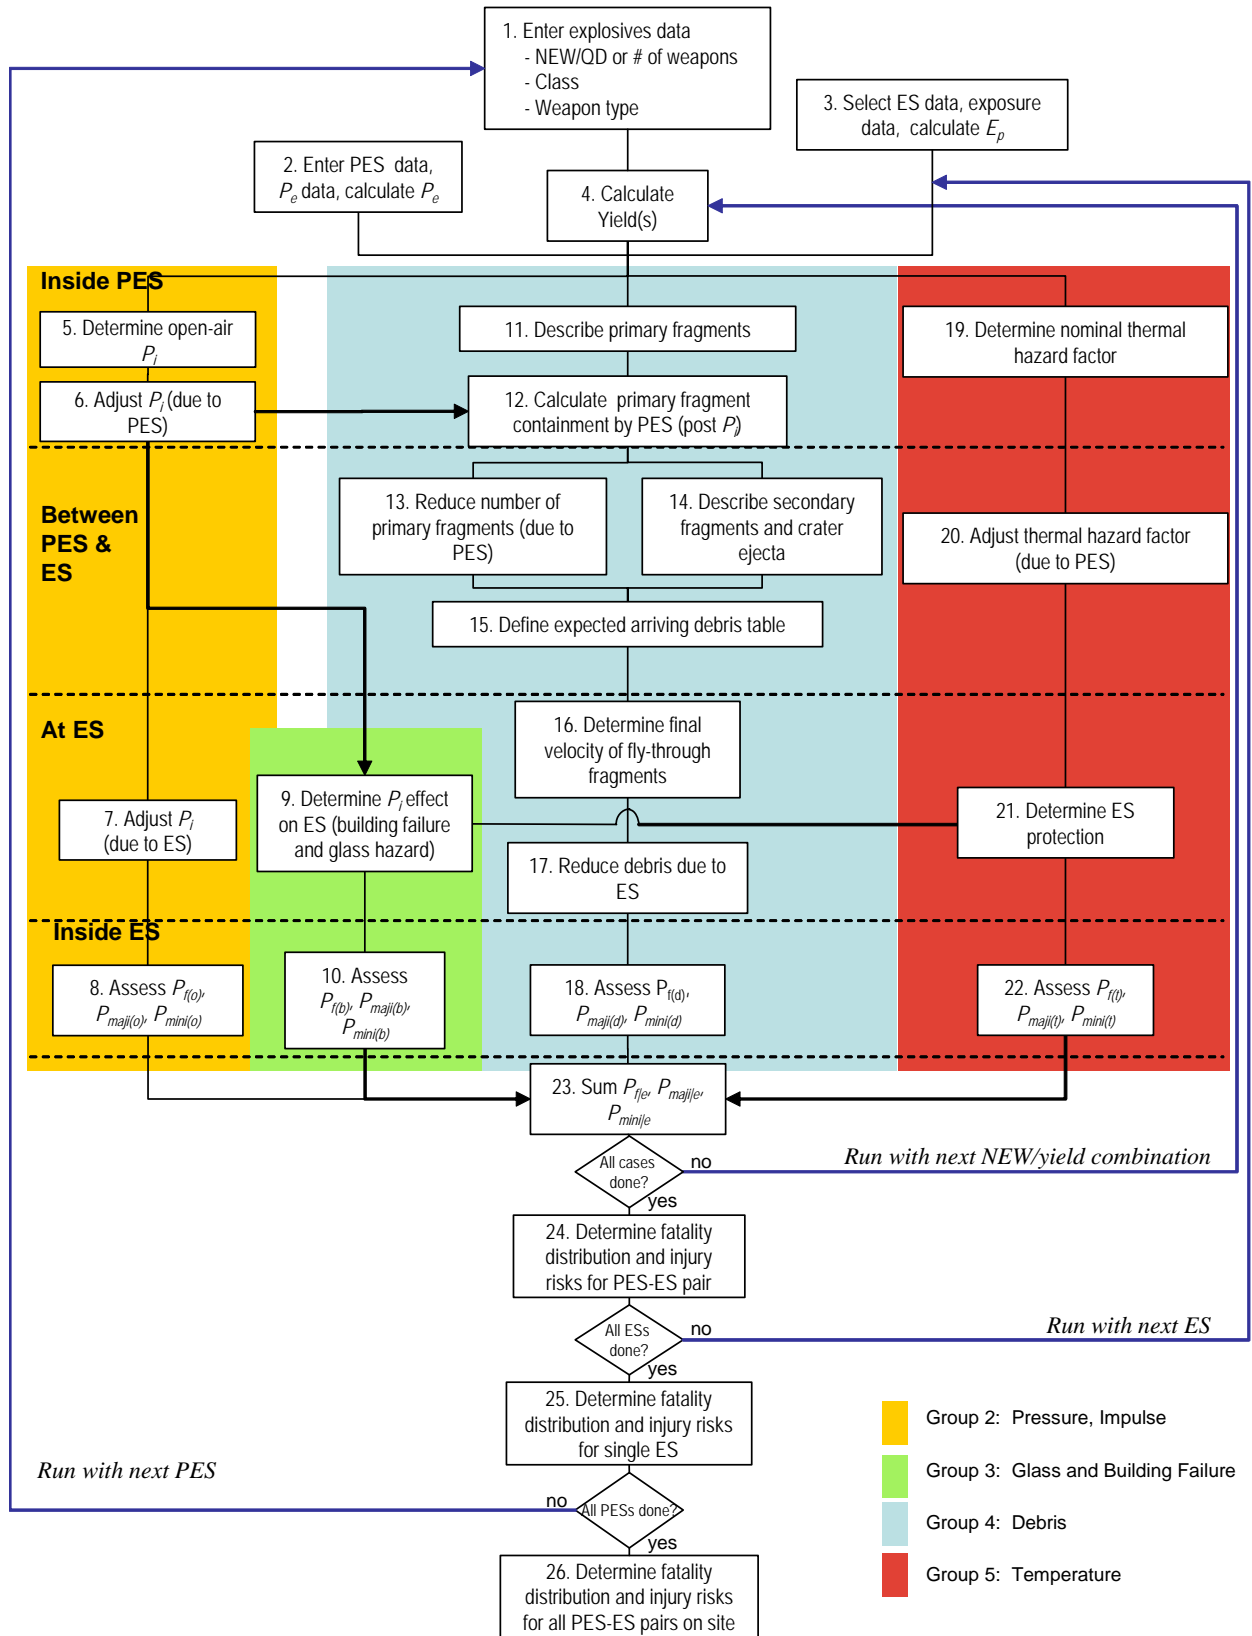 1. Enter explosives data
- NEW/QD or # of weapons
- Class
- Weapon type
3. Select ES data, exposure
data, calculate Ep
2. Enter PES data,
Pe data, calculate Pe
4. Calculate
Yield(s)
Inside PES
5. Determine open-air
Pi
11. Describe primary fragments
19. Determine nominal thermal
hazard factor
6. Adjust Pi (due to
PES)
12. Calculate primary fragment
containment by PES (post Pi)
Between
PES &
ES
13. Reduce number of
primary fragments (due to
PES)
14. Describe secondary
fragments and crater
ejecta
20. Adjust thermal hazard factor
(due to PES)
15. Define expected arriving debris table
At ES
16. Determine final
velocity of fly-through
fragments
7. Adjust Pi
(due to ES)
9. Determine Pi effect
on ES (building failure
and glass hazard)
21. Determine ES
protection
17. Reduce debris due to
ES
Inside ES
8. Assess Pf(o),
Pmaji(o), Pmini(o)
10. Assess
Pf(b), Pmaji(b),
Pmini(b)
18. Assess Pf(d),
Pmaji(d), Pmini(d)
22. Assess Pf(t),
Pmaji(t), Pmini(t)
23. Sum Pf|e, Pmaji|e,
Pmini|e
All cases
done?
no
Run with next NEW/yield combination
yes
24. Determine fatality
distribution and injury
risks for PES-ES pair
All ESs
done?
no
Run with next ES
yes
25. Determine fatality
distribution and injury risks
for single ES
Run with next PES
no
All PESs done?
yes
26. Determine fatality
distribution and injury risks
for all PES-ES pairs on site
Group 2: Pressure, Impulse
Group 3: Glass and Building Failure
Group 4: Debris
Group 5: Temperature